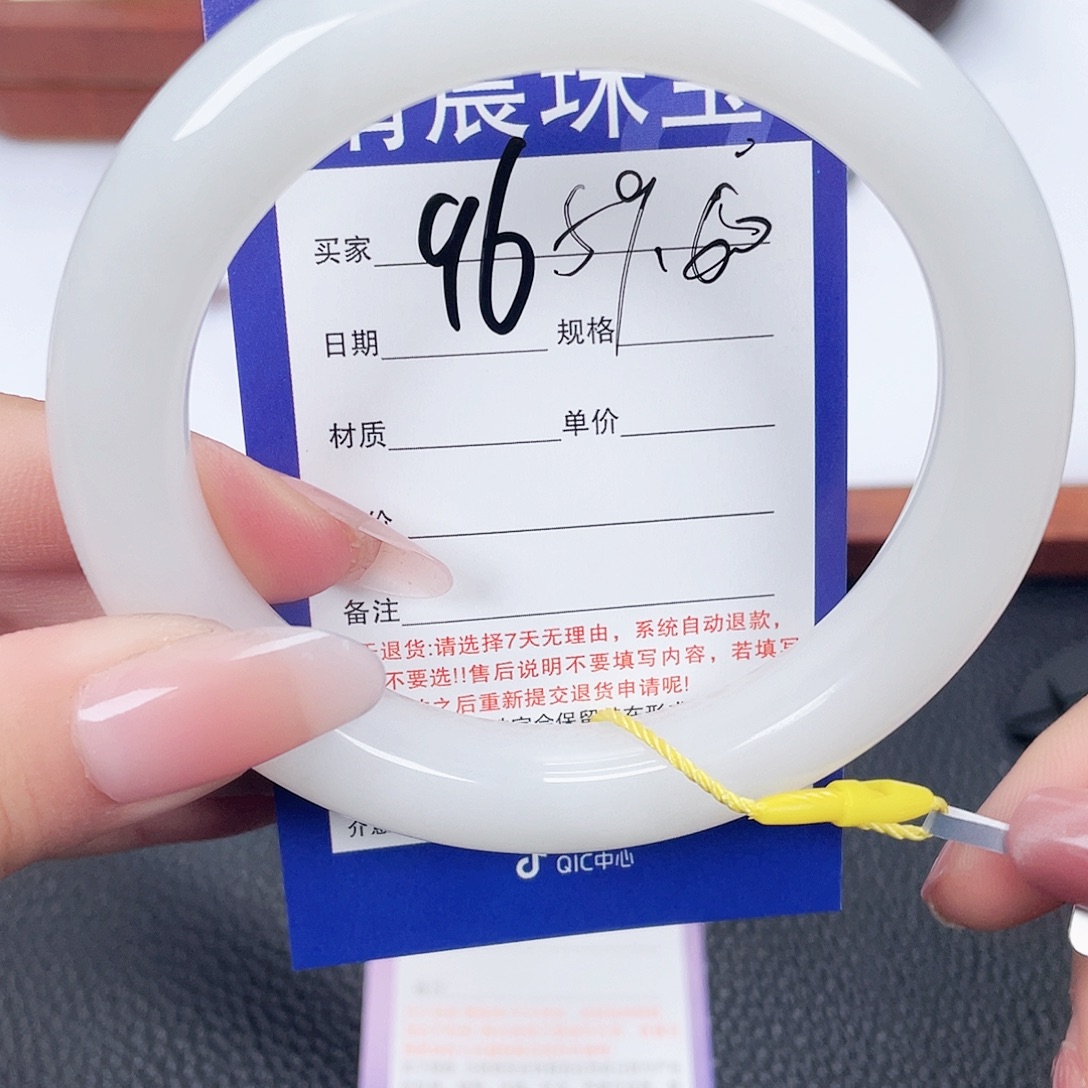 晨珠宝
买家 96 59.6
日期 规格
材质 单价
价
备注
退货:请选择7天无理由，系统自动退款，
不要选!!售后说明不要填写内容，若填写
之后重新提交退货申请呢!
QIC中心